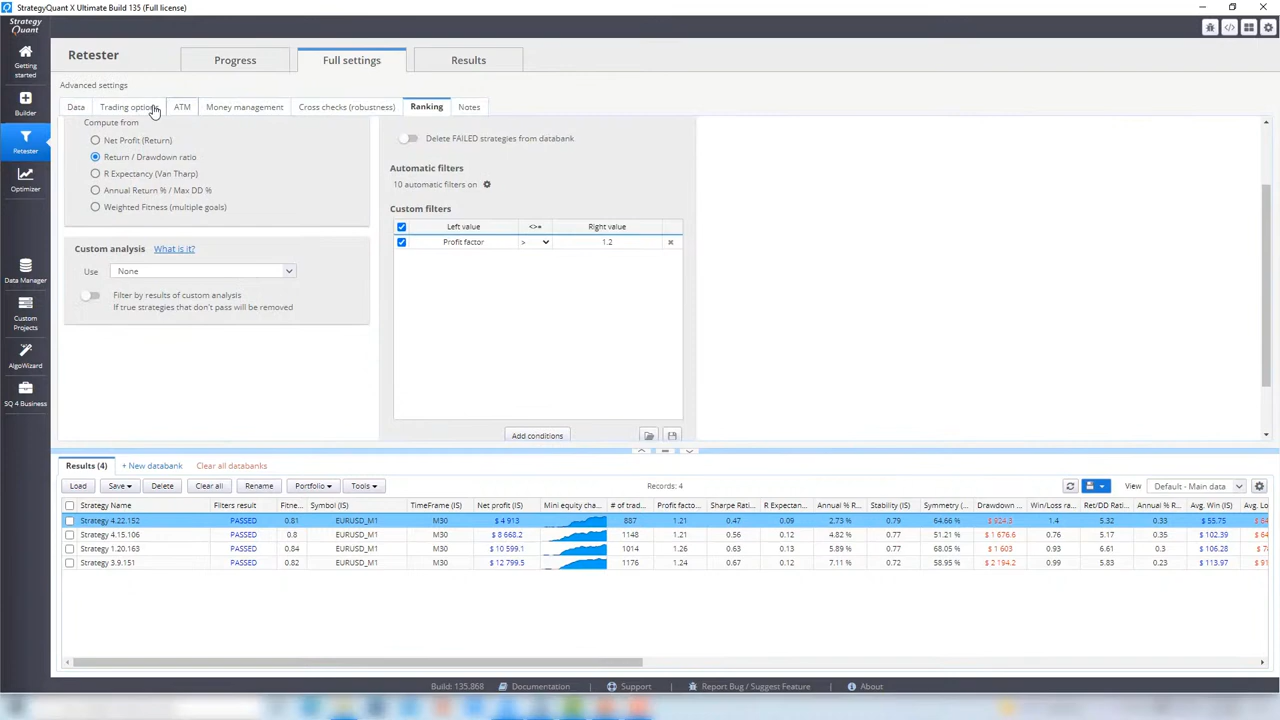 StrategyQuant X Ultimate Build 135 (Full license)
Strategy
Quant
Getting
started
Builder
Retester
Optimizer
Data Manager
Custom
Projects
AlgoWizard
SQ 4 Business
Retester
Progress
Full settings
Results
Advanced settings
Data
Trading options
ATM
Money management
Cross checks (robustness)
Ranking
Notes
Compute from
Net Profit (Return)
Return / Drawdown ratio
R Expectancy (Van Tharp)
Annual Return % / Max DD %
Weighted Fitness (multiple goals)
Custom analysis What is it?
Use None
Filter by results of custom analysis
If true strategies that don't pass will be removed
Delete FAILED strategies from databank
Automatic filters
10 automatic filters on
Custom filters
Left value <>= Right value
Profit factor > 1.2
Add conditions
Results (4) + New databank Clear all databanks
Load Save Delete Clear all Rename Portfolio Tools Records: 4 View Default - Main data
Strategy Name Filters result Fitne... Symbol (IS) TimeFrame (IS) Net profit (IS) Mini equity cha... # of trad... Profit facto... Sharpe Rati... R Expectan... Annual % R... Stability (IS) Symmetry (... Drawdown ... Win/Loss ra... Ret/DD Rati... Annual % R... Avg. Win (IS) Avg. Lo
Strategy 4.22.152 PASSED 0.81 EURUSD_M1 M30 $ 4 913 887 1.21 0.47 0.09 2.73 % 0.79 64.66 % $ 924.3 1.4 5.32 0.33 $ 55.75 $ 64
Strategy 4.15.106 PASSED 0.8 EURUSD_M1 M30 $ 8 668.2 1148 1.21 0.56 0.12 4.82 % 0.77 51.21 % $ 1 676.6 0.76 5.17 0.35 $ 102.39 $ 64
Strategy 1.20.163 PASSED 0.84 EURUSD_M1 M30 $ 10 599.1 1014 1.26 0.63 0.13 5.89 % 0.77 68.05 % $ 1 603 0.93 6.61 0.3 $ 106.28 $ 7
Strategy 3.9.151 PASSED 0.82 EURUSD_M1 M30 $ 12 799.5 1176 1.24 0.67 0.12 7.11 % 0.72 58.95 % $ 2 194.2 0.99 5.83 0.23 $ 113.97 $ 91
Build: 135.868 Documentation Support Report Bug / Suggest Feature About